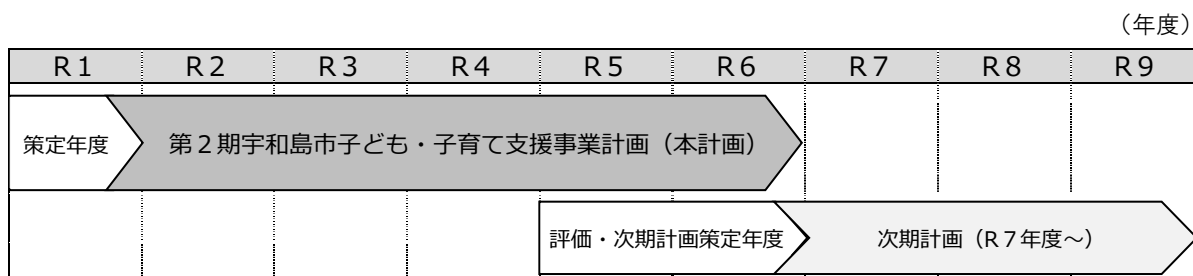 （年度）
Ｒ１ Ｒ２ Ｒ３ Ｒ４ Ｒ５ Ｒ６ Ｒ７ Ｒ８ Ｒ９
策定年度 第２期宇和島市子ども・子育て支援事業計画（本計画）
評価・次期計画策定年度 次期計画（R７年度～）